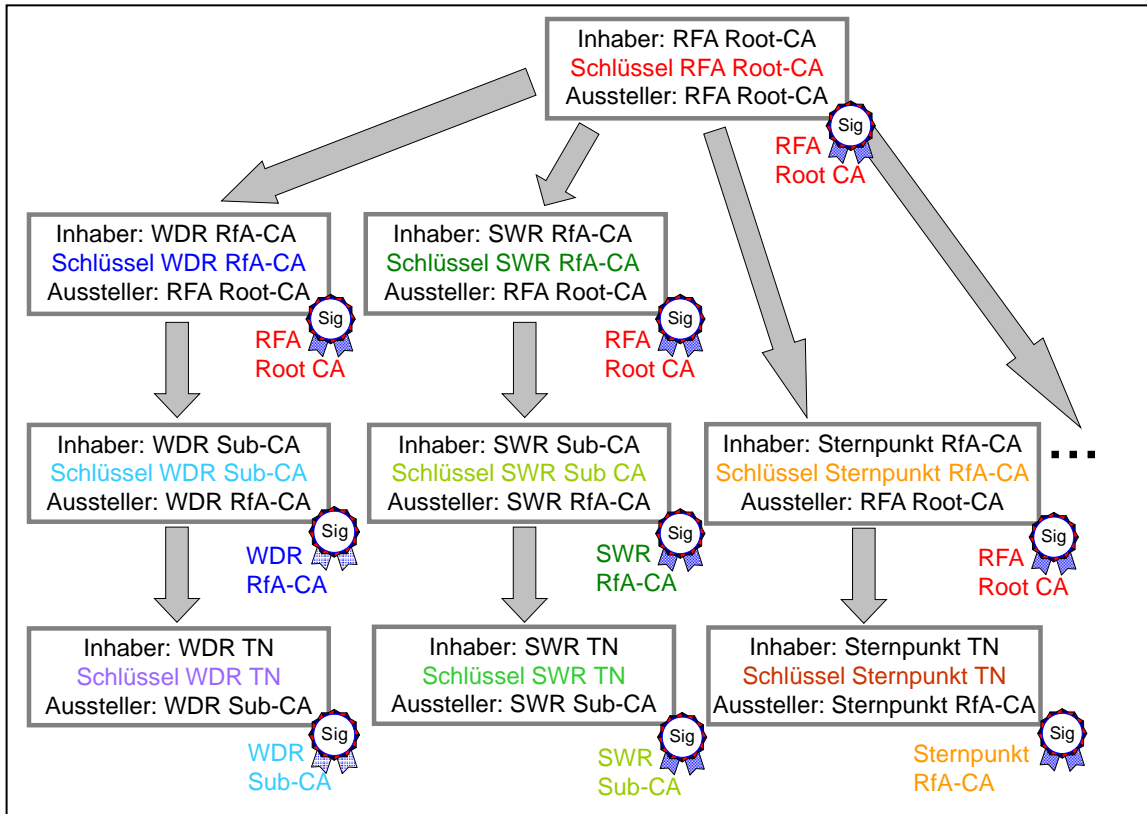 Inhaber: RFA Root-CA
Schlüssel RFA Root-CA
Aussteller: RFA Root-CA
Sig
RFA
Root CA
Inhaber: WDR RfA-CA
Schlüssel WDR RfA-CA
Aussteller: RFA Root-CA
Sig
RFA
Root CA
Inhaber: SWR RfA-CA
Schlüssel SWR RfA-CA
Aussteller: RFA Root-CA
Sig
RFA
Root CA
Inhaber: WDR Sub-CA
Schlüssel WDR Sub-CA
Aussteller: WDR RfA-CA
Sig
WDR
RfA-CA
Inhaber: SWR Sub-CA
Schlüssel SWR Sub CA
Aussteller: SWR RfA-CA
Sig
SWR
RfA-CA
Inhaber: Sternpunkt RfA-CA
Schlüssel Sternpunkt RfA-CA
Aussteller: RFA Root-CA
Sig
RFA
Root CA
...
Inhaber: WDR TN
Schlüssel WDR TN
Aussteller: WDR Sub-CA
Sig
WDR
Sub-CA
Inhaber: SWR TN
Schlüssel SWR TN
Aussteller: SWR Sub-CA
Sig
SWR
Sub-CA
Inhaber: Sternpunkt TN
Schlüssel Sternpunkt TN
Aussteller: Sternpunkt RfA-CA
Sig
Sternpunkt
RfA-CA